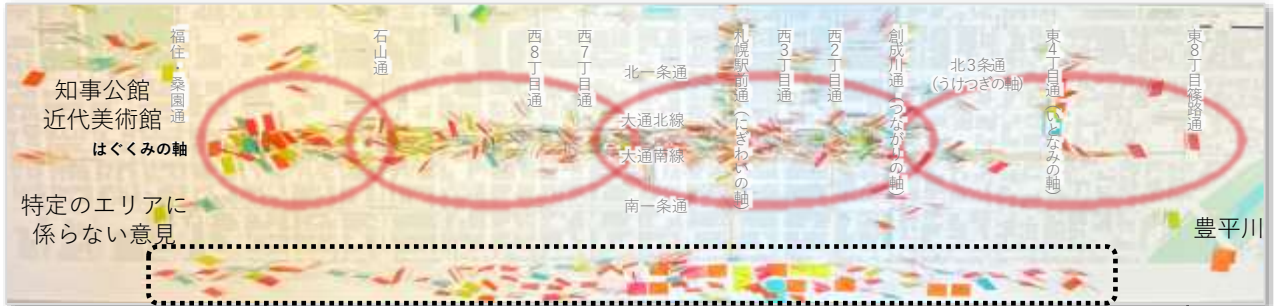 福住・桑園通
石山通
西8丁目通
西7丁目通
札幌駅前通(にぎわいの軸)
西3丁目通
西2丁目通
創成川通(つながりの軸)
北3条通
(うけつぎの軸)
東4丁目通(いとなみの軸)
東8丁目篠路通
北一条通
大通北線
大通南線
南一条通
知事公館
近代美術館
はぐくみの軸
特定のエリアに
係らない意見
豊平川